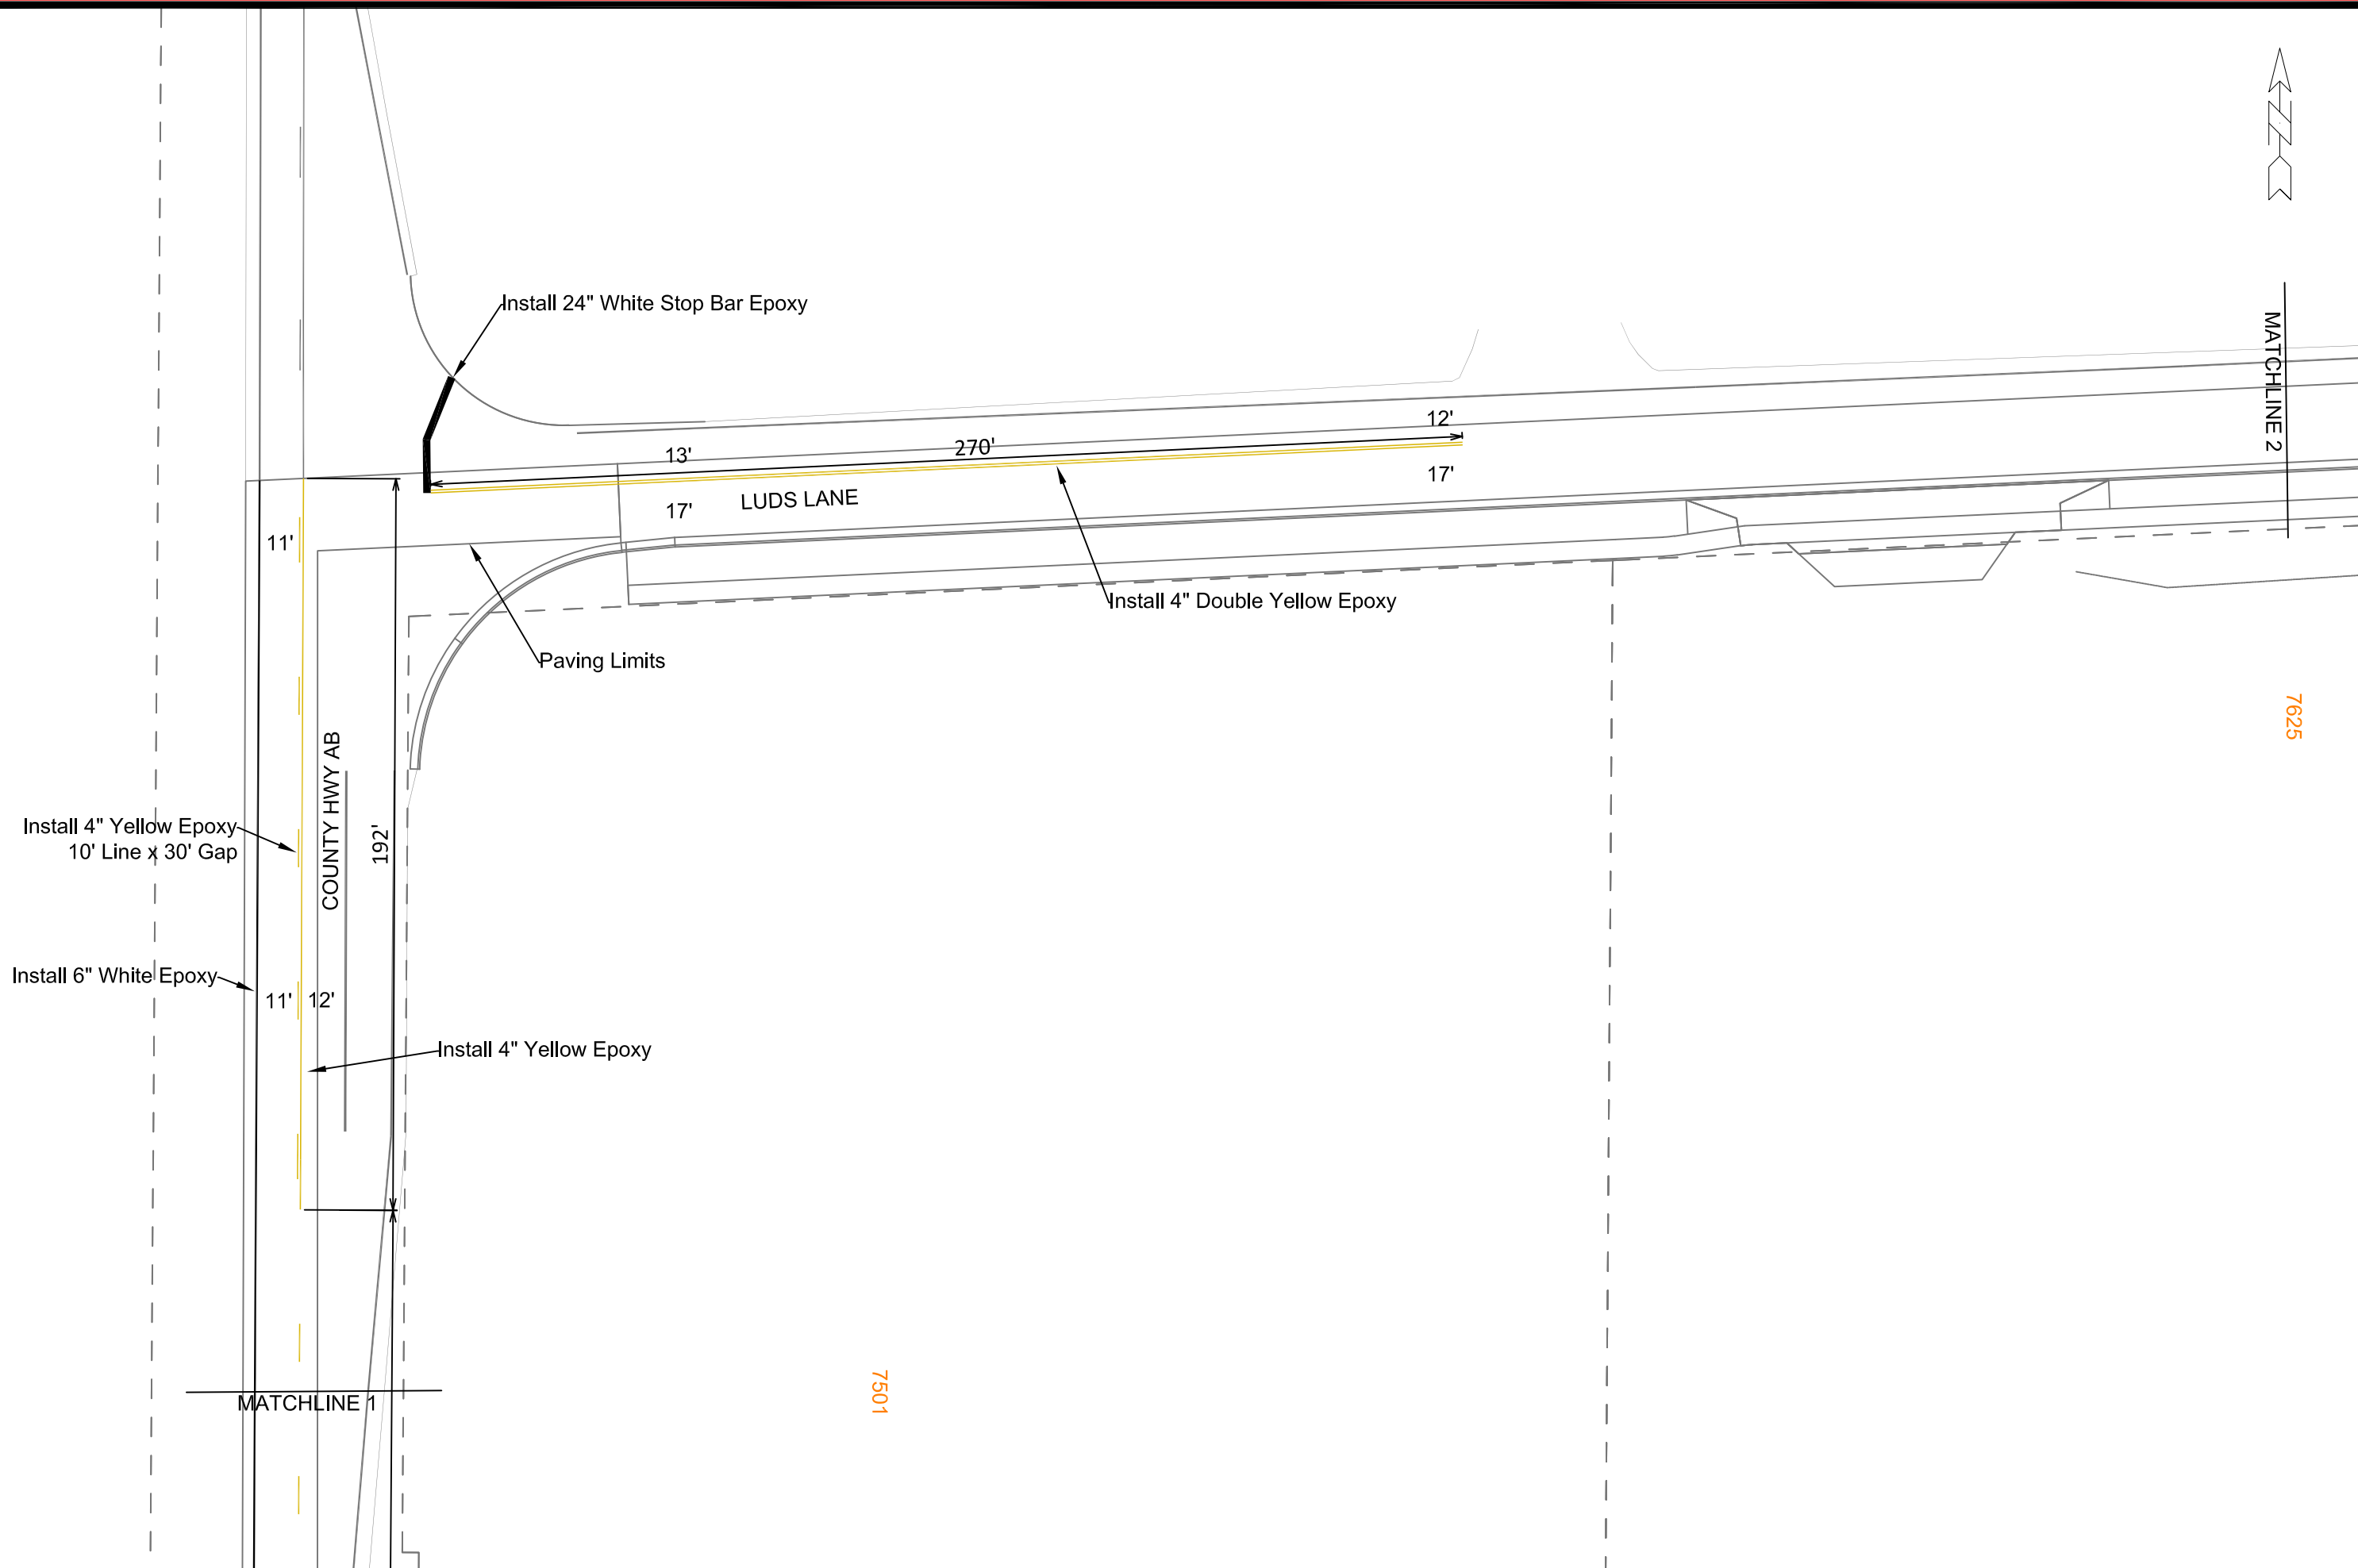 Install 24" White Stop Bar Epoxy
MATCHLINE 2
12'
270'
13'
17'
LUDS LANE
17'
11'
Install 4" Double Yellow Epoxy
Paving Limits
7625
COUNTY HWY AB
192'
Install 4" Yellow Epoxy
10' Line x 30' Gap
Install 6" White Epoxy
11'
12'
Install 4" Yellow Epoxy
7501
MATCHLINE 1